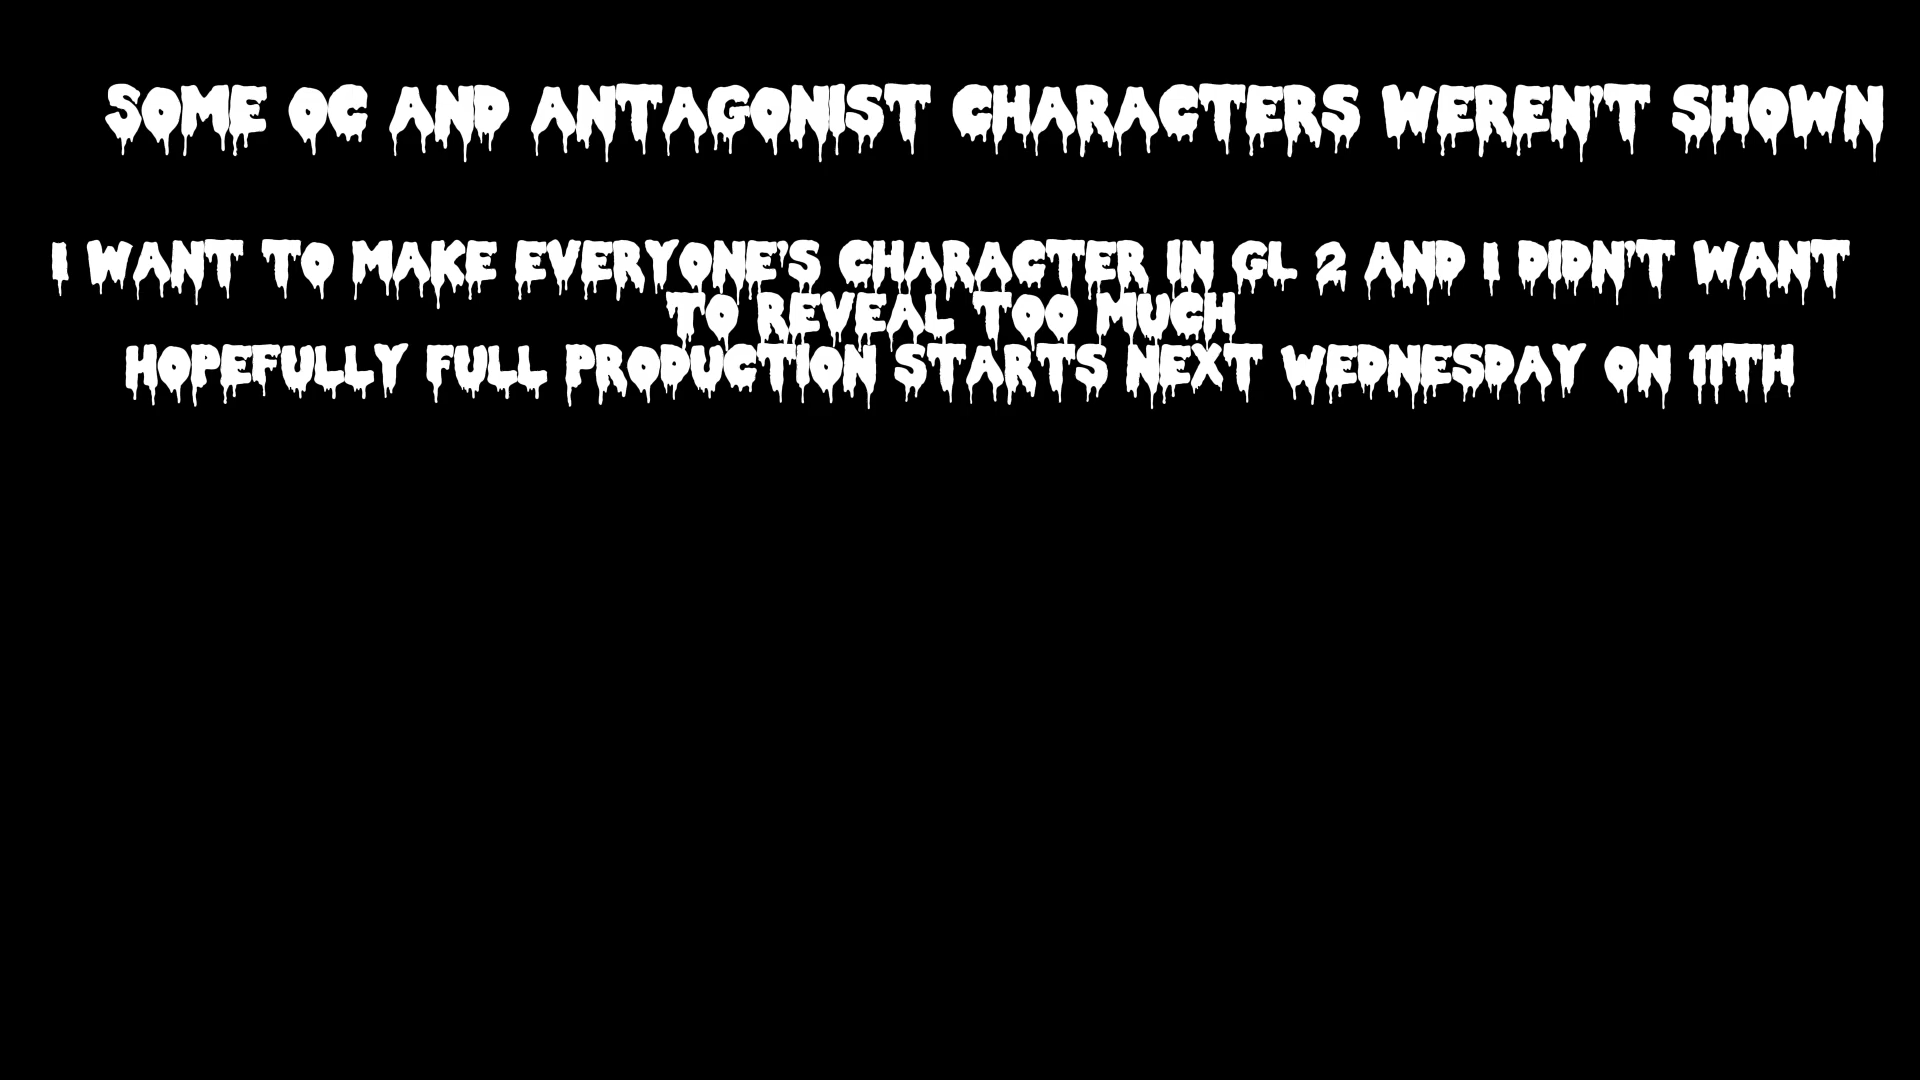 SOME OC AND ANTAGONIST CHARACTERS WEREN'T SHOWN
I WANT TO MAKE EVERYONE'S CHARACTER IN GL 2 AND I DIDN'T WANT
TO REVEAL TOO MUCH
HOPEFULLY FULL PRODUCTION STARTS NEXT WEDNESDAY ON 11TH